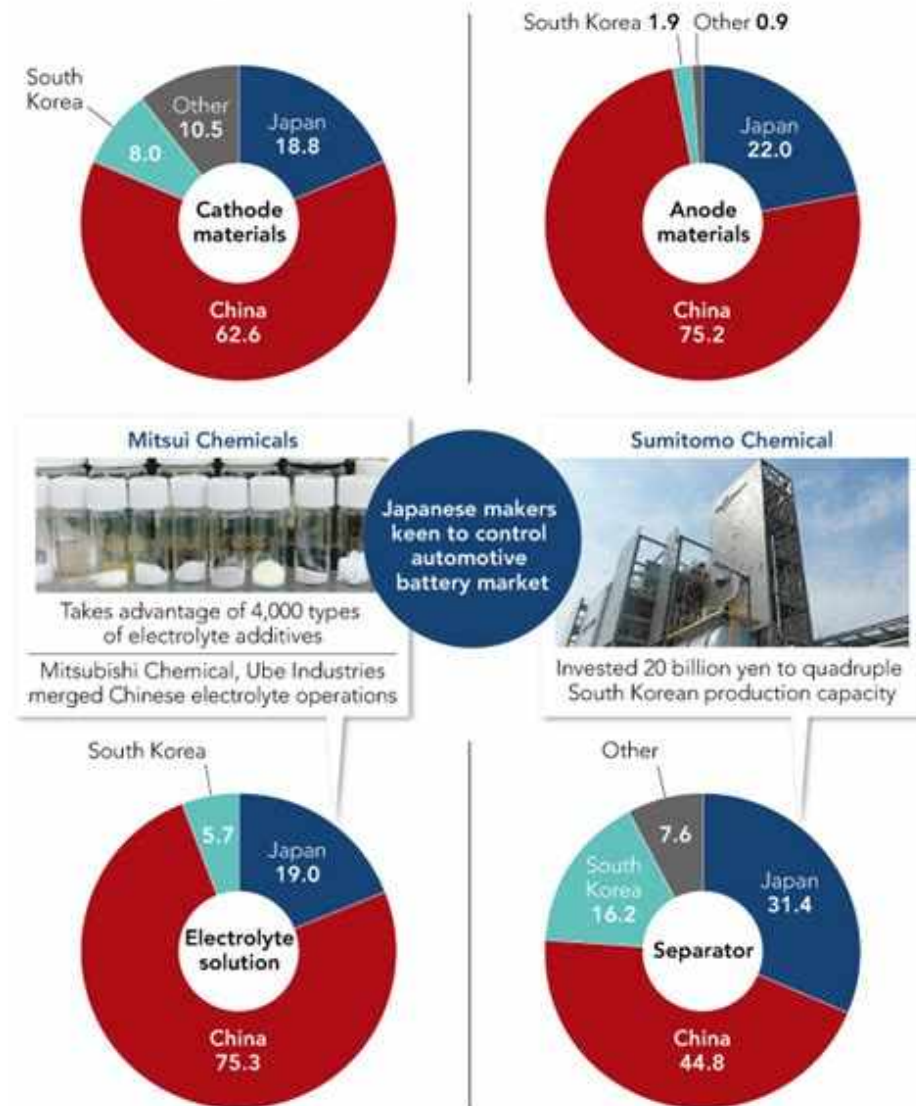 South
Korea
8.0
Other
10.5
Japan
18.8
Cathode
materials
China
62.6
South Korea 1.9
Other 0.9
Japan
22.0
Anode
materials
China
75.2
Mitsui Chemicals
Takes advantage of 4,000 types
of electrolyte additives
Mitsubishi Chemical, Ube Industries
merged Chinese electrolyte operations
Japanese makers
keen to control
automotive
battery market
Sumitomo Chemical
Invested 20 billion yen to quadruple
South Korean production capacity
South Korea
5.7
Japan
19.0
Electrolyte
solution
China
75.3
Other
7.6
South
Korea
16.2
Japan
31.4
Separator
China
44.8